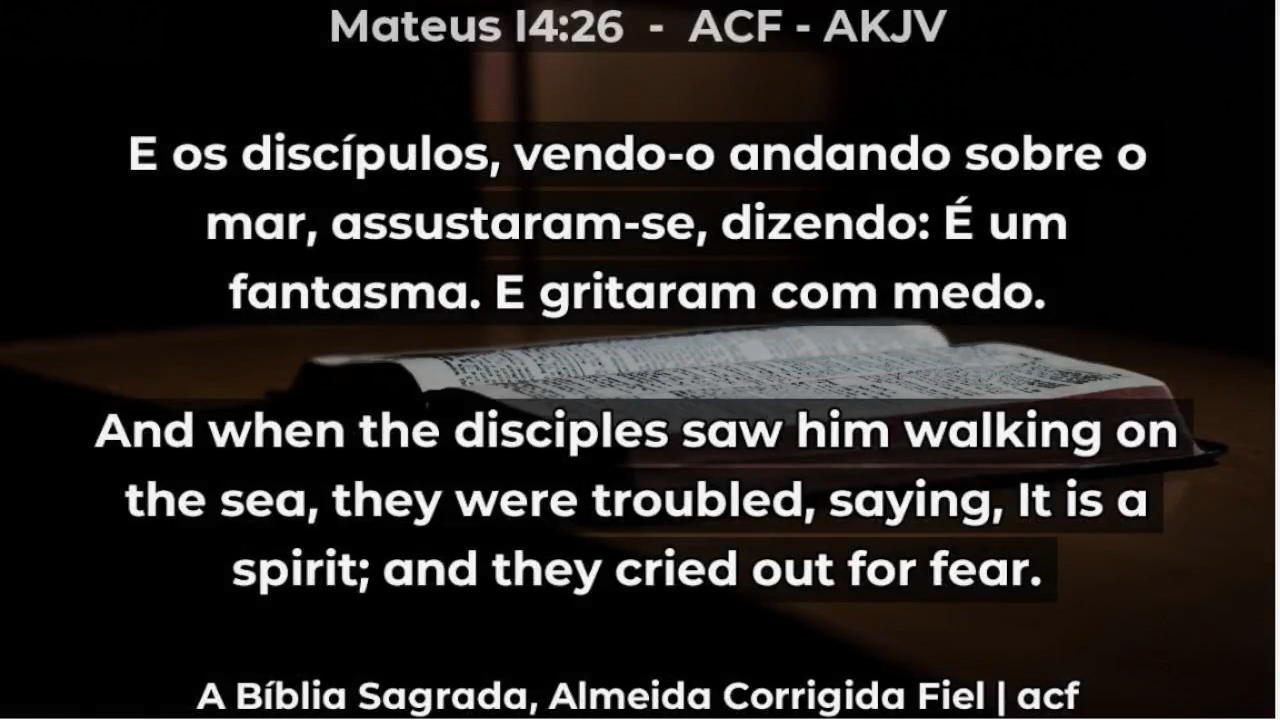 Mateus 14:26 - ACF - AKJV
E os discípulos, vendo-o andando sobre o
mar, assustaram-se, dizendo: É um
fantasma. E gritaram com medo.
And when the disciples saw him walking on
the sea, they were troubled, saying, It is a
spirit; and they cried out for fear.
A Bíblia Sagrada, Almeida Corrigida Fiel | acf